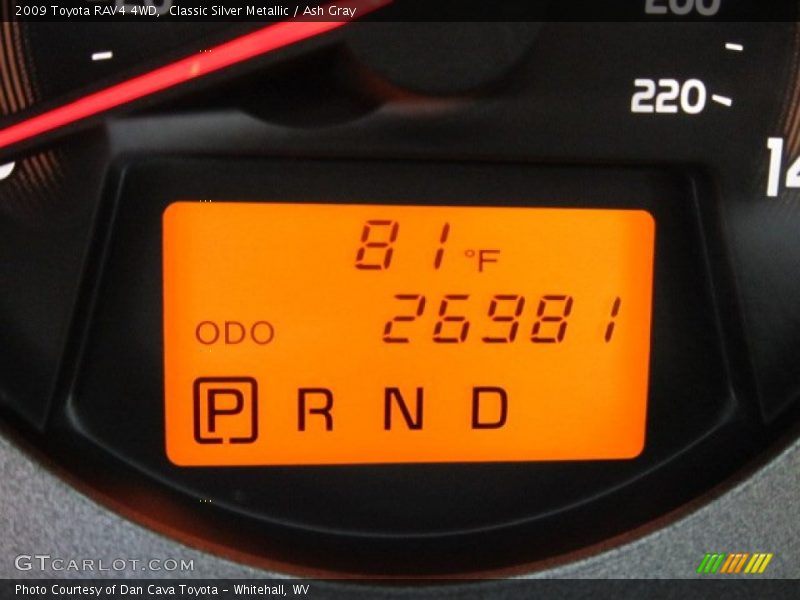 2009 Toyota RAV4 4WD,  Classic Silver Metallic / Ash Gray
200
220
14
81 °F
ODO 26981
P R N D
GTCARLOT.COM
Photo Courtesy of Dan Cava Toyota - Whitehall, WV